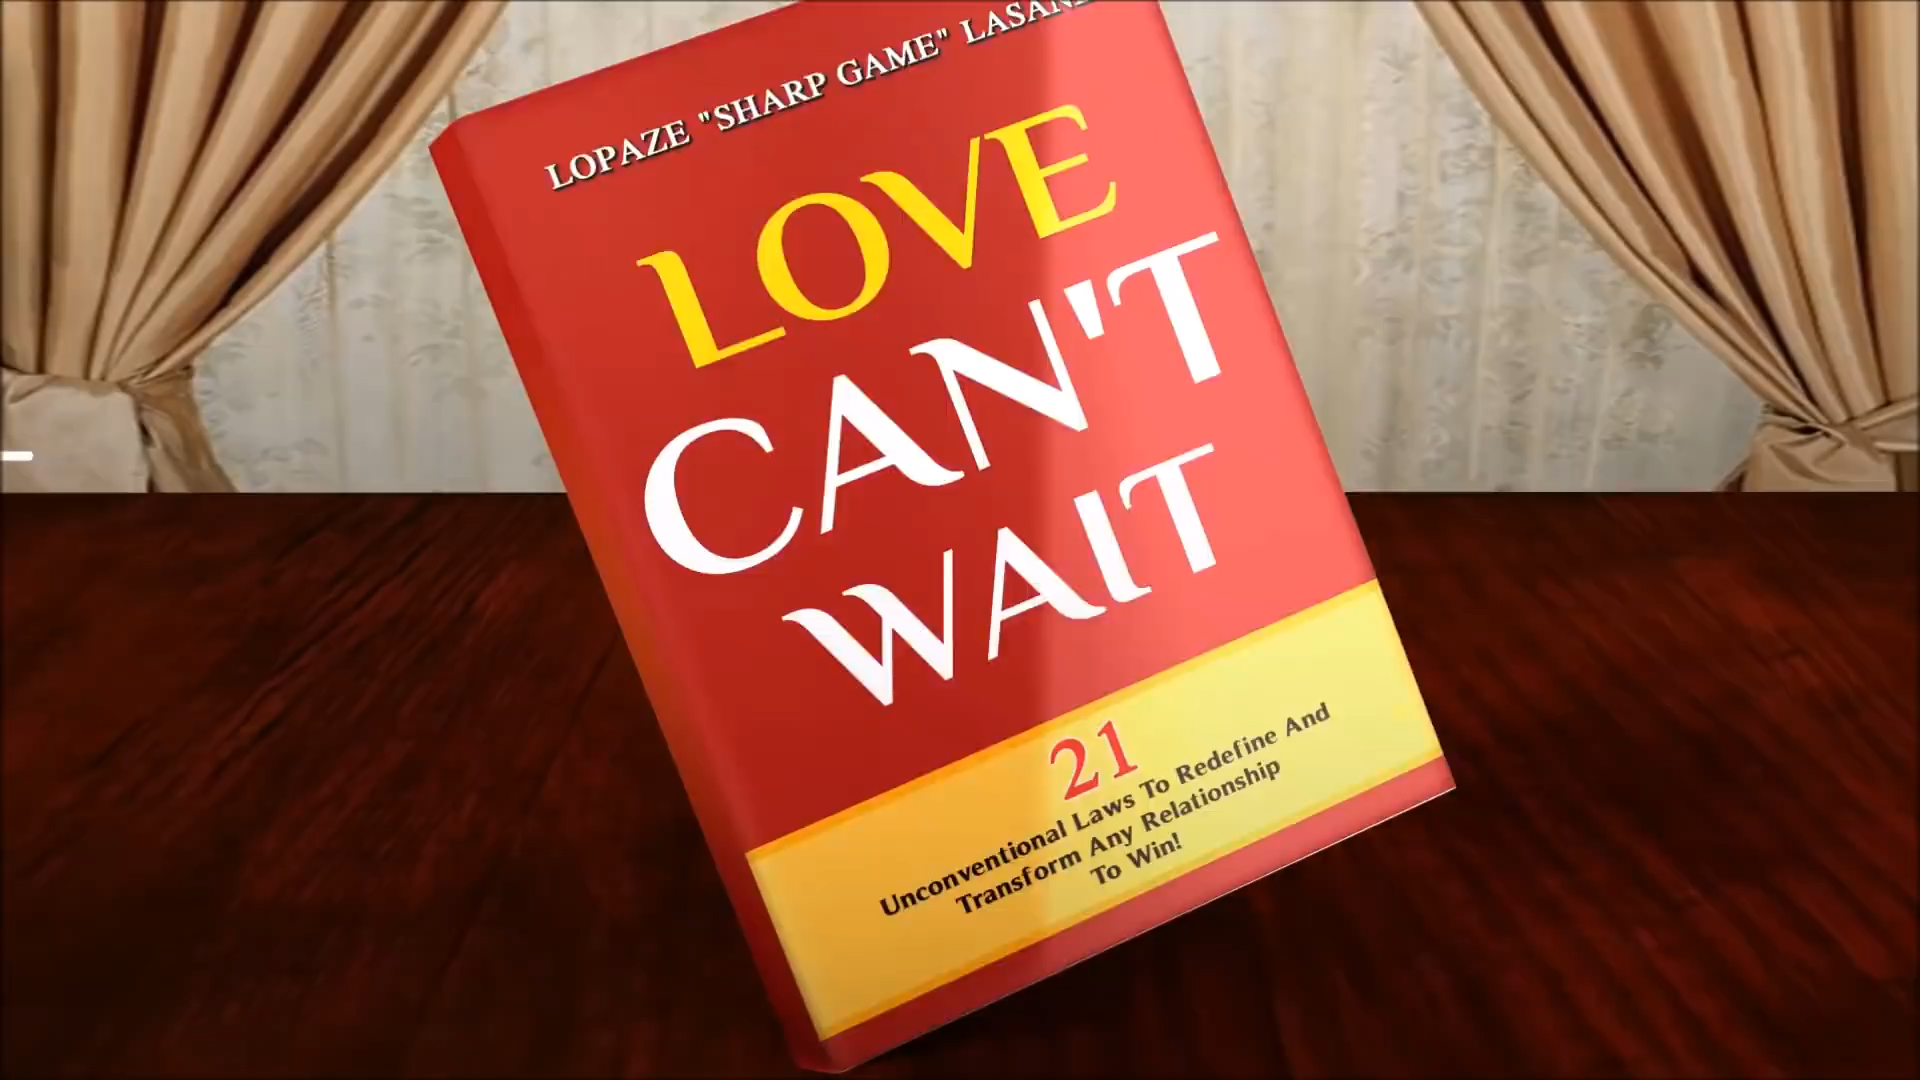 LOPAZE "SHARP GAME"
LOVE
CAN'T
WAIT
21
Unconventional Laws To Redefine And
Transform Any Relationship
To Win!